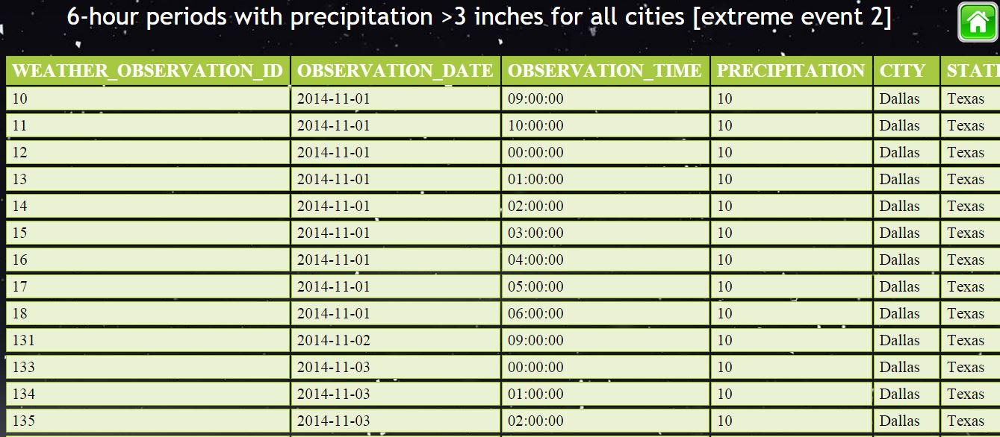 6-hour periods with precipitation >3 inches for all cities [extreme event 2]
WEATHER_OBSERVATION_ID OBSERVATION_DATE OBSERVATION_TIME PRECIPITATION CITY STAT
10 2014-11-01 09:00:00 10 Dallas Texas
11 2014-11-01 10:00:00 10 Dallas Texas
12 2014-11-01 00:00:00 10 Dallas Texas
13 2014-11-01 01:00:00 10 Dallas Texas
14 2014-11-01 02:00:00 10 Dallas Texas
15 2014-11-01 03:00:00 10 Dallas Texas
16 2014-11-01 04:00:00 10 Dallas Texas
17 2014-11-01 05:00:00 10 Dallas Texas
18 2014-11-01 06:00:00 10 Dallas Texas
131 2014-11-02 09:00:00 10 Dallas Texas
133 2014-11-03 00:00:00 10 Dallas Texas
134 2014-11-03 01:00:00 10 Dallas Texas
135 2014-11-03 02:00:00 10 Dallas Texas